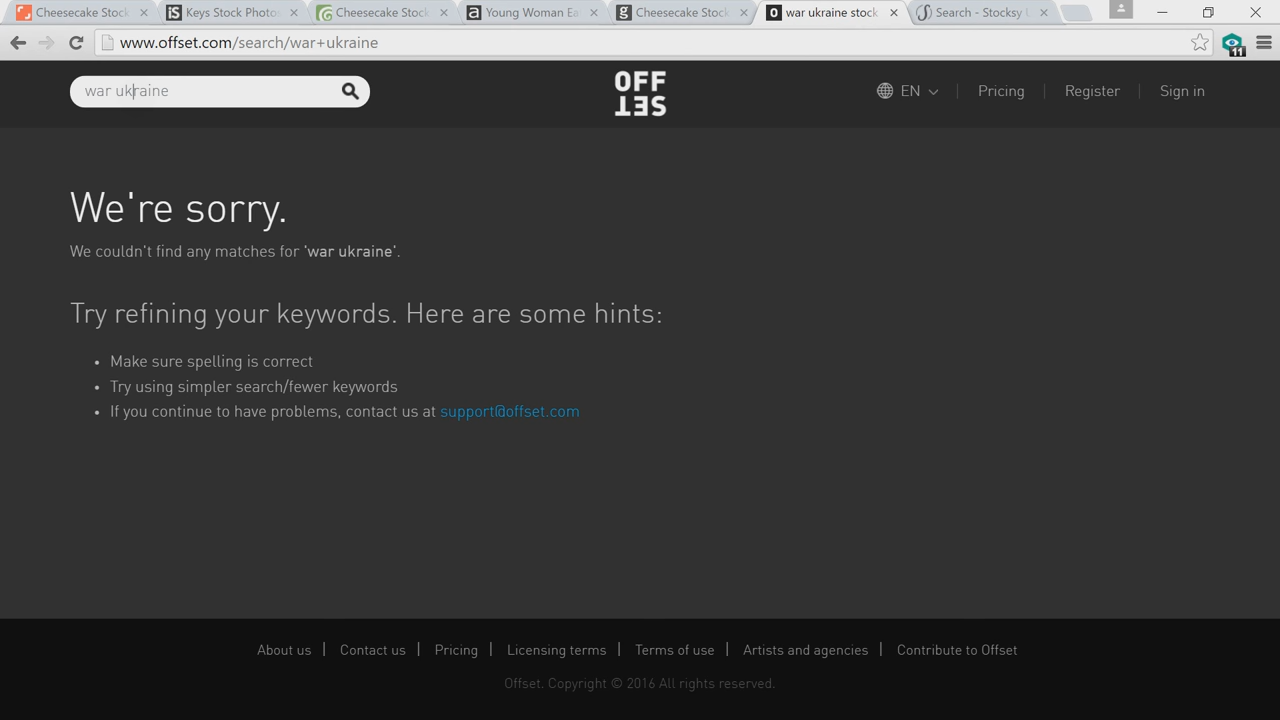 Cheesecake Stock
Keys Stock Photos
Cheesecake Stock
Young Woman Ea
Cheesecake Stock
war ukraine stock
Search - Stocksy
www.offset.com/search/war+ukraine
11
war ukraine
OFF
SET
EN
Pricing
Register
Sign in
We're sorry.
We couldn't find any matches for 'war ukraine'.
Try refining your keywords. Here are some hints:
• Make sure spelling is correct
• Try using simpler search/fewer keywords
• If you continue to have problems, contact us at support@offset.com
About us | Contact us | Pricing | Licensing terms | Terms of use | Artists and agencies | Contribute to Offset
Offset. Copyright © 2016 All rights reserved.